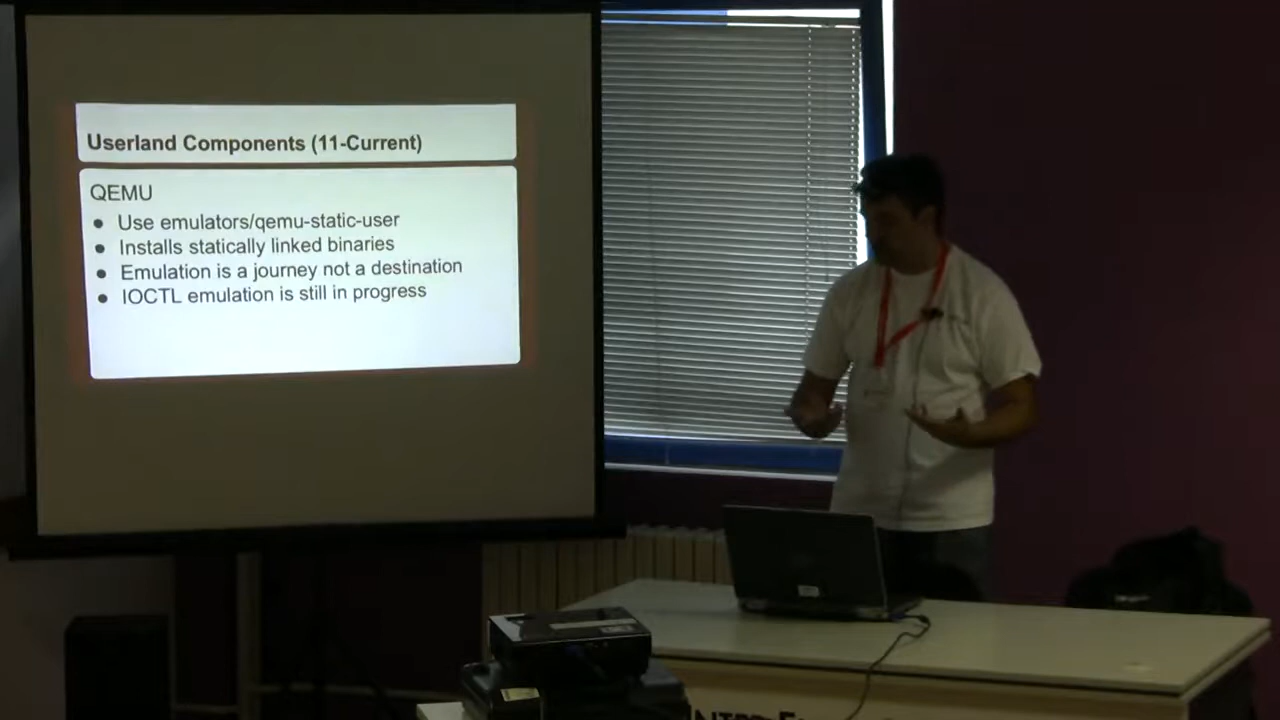 Userland Components (11-Current)
QEMU
● Use emulators/qemu-static-user
● Installs statically linked binaries
● Emulation is a journey not a destination
● IOCTL emulation is still in progress